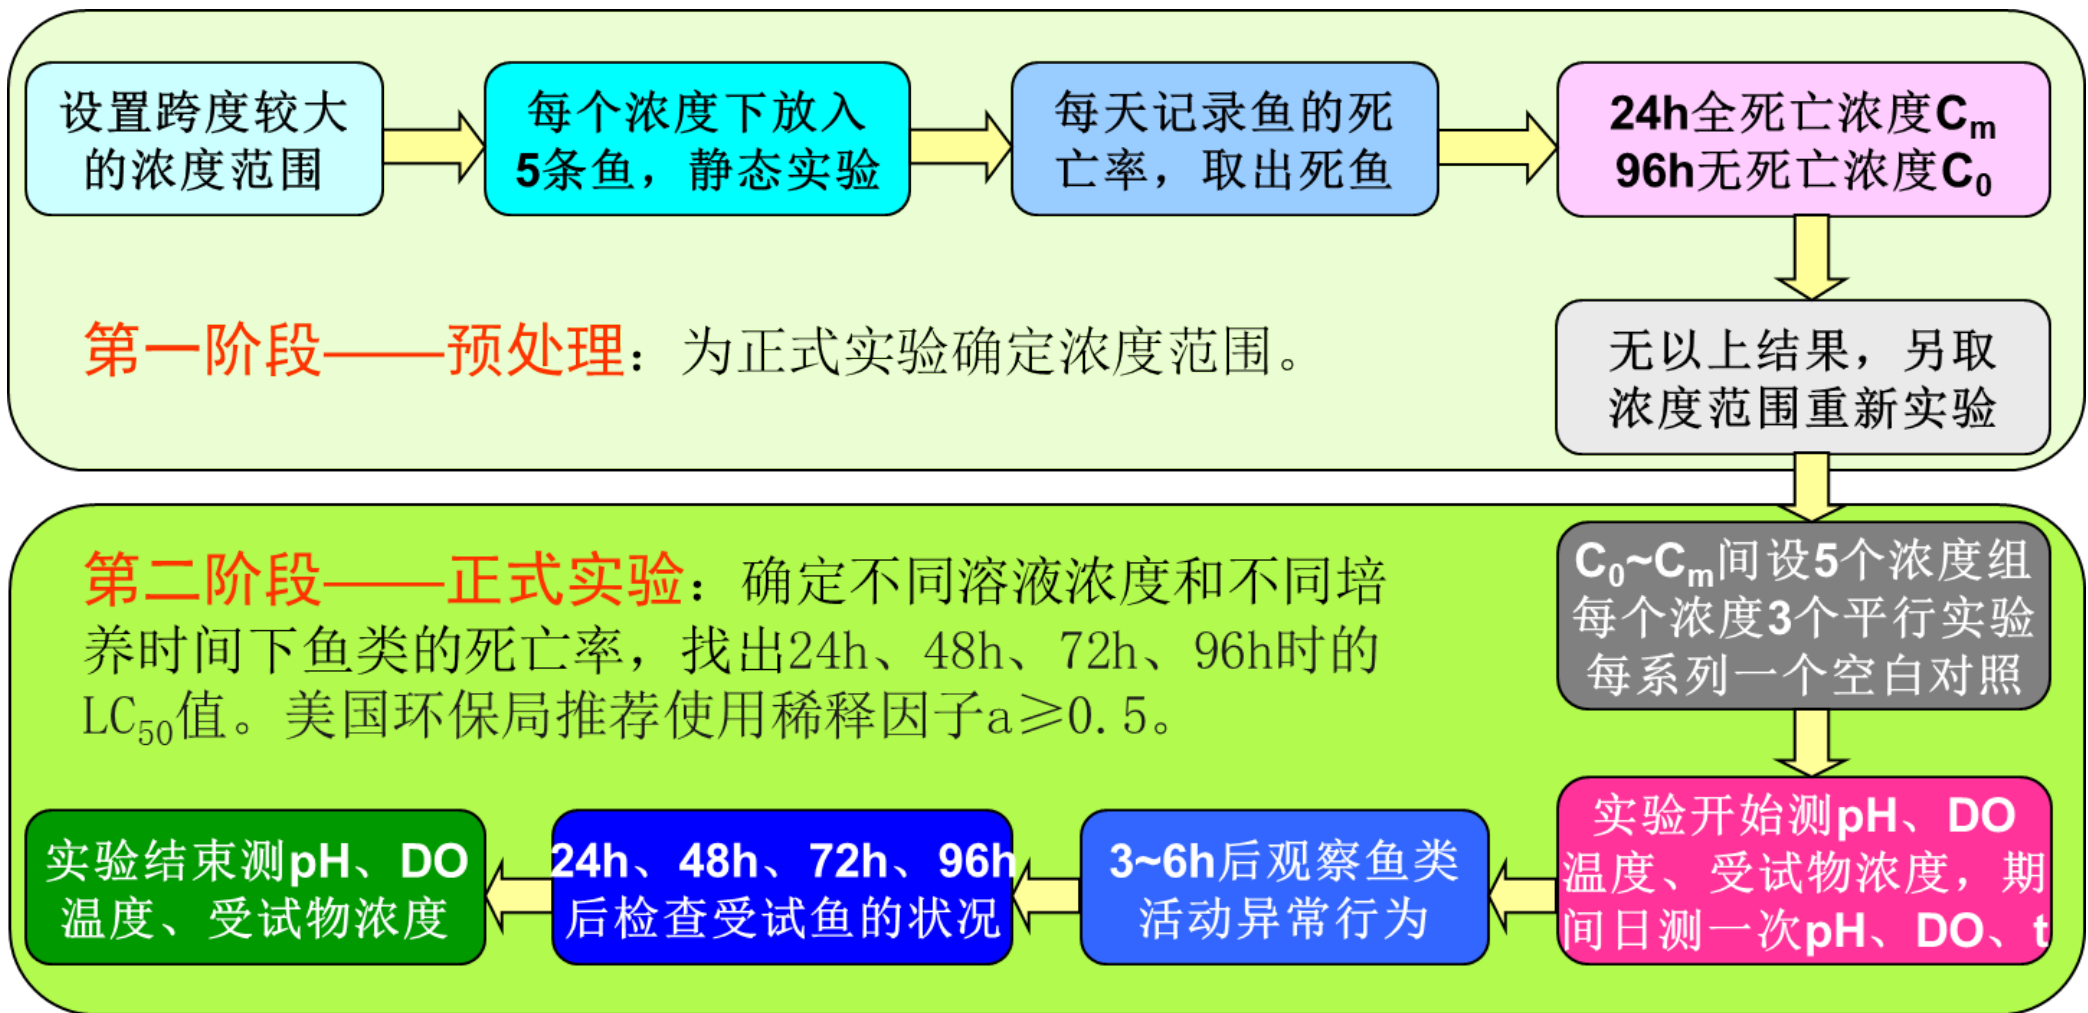 设置跨度较大
的浓度范围
每个浓度下放入
5条鱼，静态实验
每天记录鱼的死
亡率，取出死鱼
24h全死亡浓度Cm
96h无死亡浓度C0
无以上结果，另取
浓度范围重新实验
第一阶段——预处理：为正式实验确定浓度范围。
第二阶段——正式实验：确定不同溶液浓度和不同培
养时间下鱼类的死亡率，找出24h、48h、72h、96h时的
LC50值。美国环保局推荐使用稀释因子a≥0.5。
C0~Cm间设5个浓度组
每个浓度3个平行实验
每系列一个空白对照
实验开始测pH、DO
温度、受试物浓度，期
间日测一次pH、DO、t
3~6h后观察鱼类
活动异常行为
24h、48h、72h、96h
后检查受试鱼的状况
实验结束测pH、DO
温度、受试物浓度